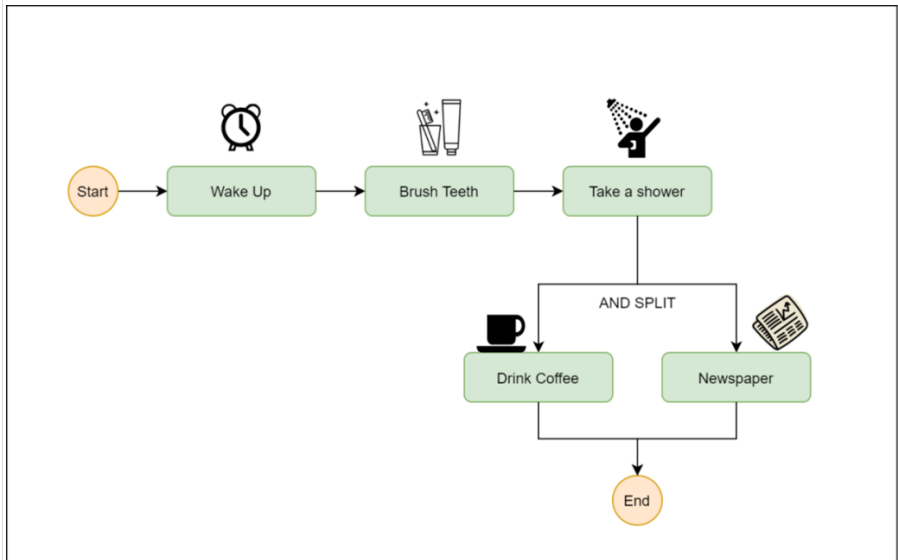 Start
Wake Up
Brush Teeth
Take a shower
AND SPLIT
Drink Coffee
Newspaper
End